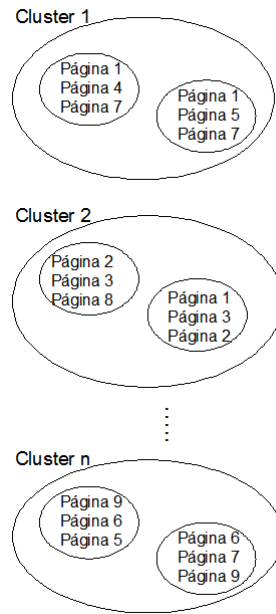 Cluster 1
Página 1
Página 4
Página 7
Página 1
Página 5
Página 7
Cluster 2
Página 2
Página 3
Página 8
Página 1
Página 3
Página 2
Cluster n
Página 9
Página 6
Página 5
Página 6
Página 7
Página 9